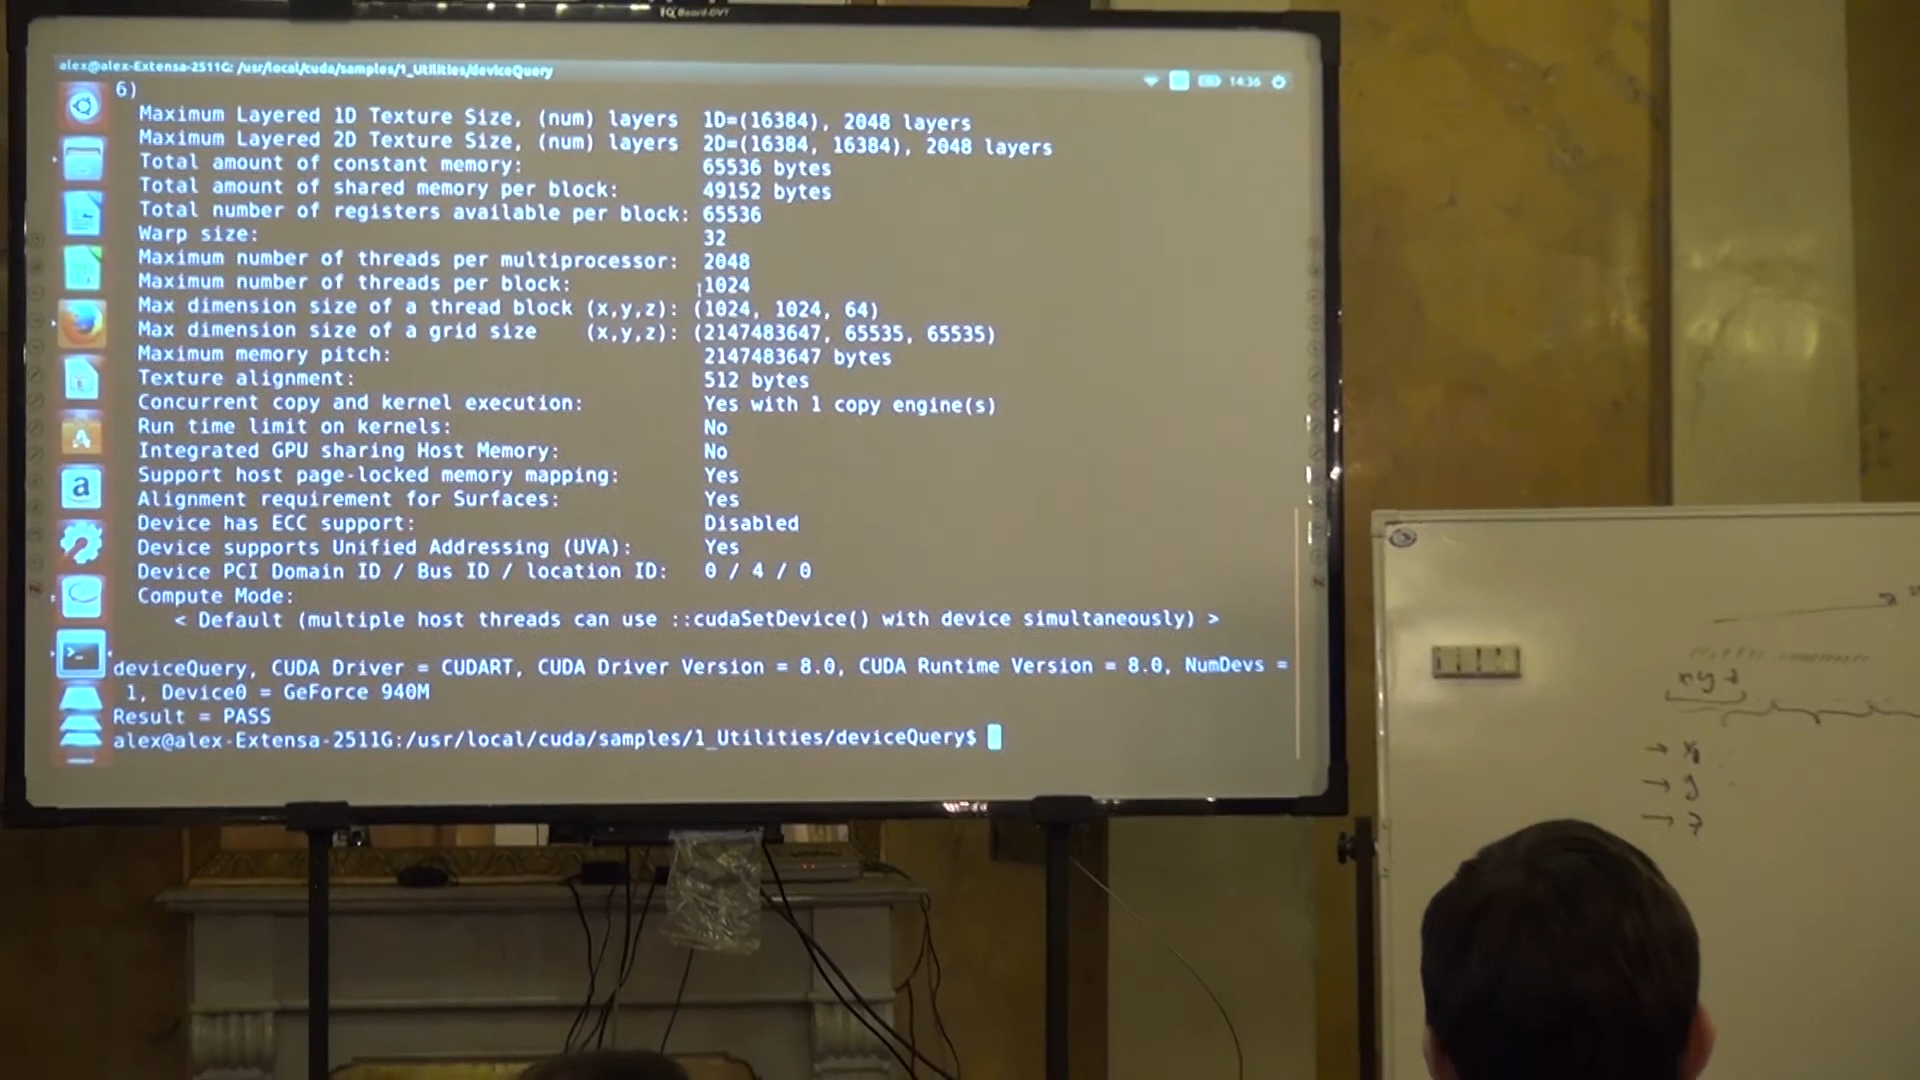 IQ Board-DVT
alex@alex-Extensa-2511G: /usr/local/cuda/samples/1_Utilities/deviceQuery
14:36
6)
Maximum Layered 1D Texture Size, (num) layers 1D=(16384), 2048 layers
Maximum Layered 2D Texture Size, (num) layers 2D=(16384, 16384), 2048 layers
Total amount of constant memory: 65536 bytes
Total amount of shared memory per block: 49152 bytes
Total number of registers available per block: 65536
Warp size: 32
Maximum number of threads per multiprocessor: 2048
Maximum number of threads per block: 1024
Max dimension size of a thread block (x,y,z): (1024, 1024, 64)
Max dimension size of a grid size (x,y,z): (2147483647, 65535, 65535)
Maximum memory pitch: 2147483647 bytes
Texture alignment: 512 bytes
Concurrent copy and kernel execution: Yes with 1 copy engine(s)
Run time limit on kernels: No
Integrated GPU sharing Host Memory: No
Support host page-locked memory mapping: Yes
Alignment requirement for Surfaces: Yes
Device has ECC support: Disabled
Device supports Unified Addressing (UVA): Yes
Device PCI Domain ID / Bus ID / location ID: 0 / 4 / 0
Compute Mode:
< Default (multiple host threads can use ::cudaSetDevice() with device simultaneously) >
deviceQuery, CUDA Driver = CUDART, CUDA Driver Version = 8.0, CUDA Runtime Version = 8.0, NumDevs =
1, Device0 = GeForce 940M
Result = PASS
alex@alex-Extensa-2511G:/usr/local/cuda/samples/1_Utilities/deviceQuery$
x y z